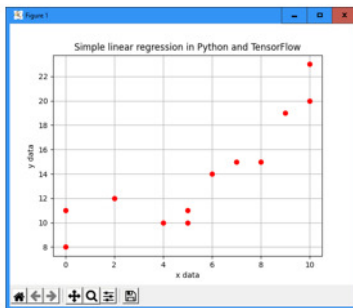 Figure 1
Simple linear regression in Python and TensorFlow
22
20
18
16
14
12
10
8
y data
0 2 4 6 8 10
x data